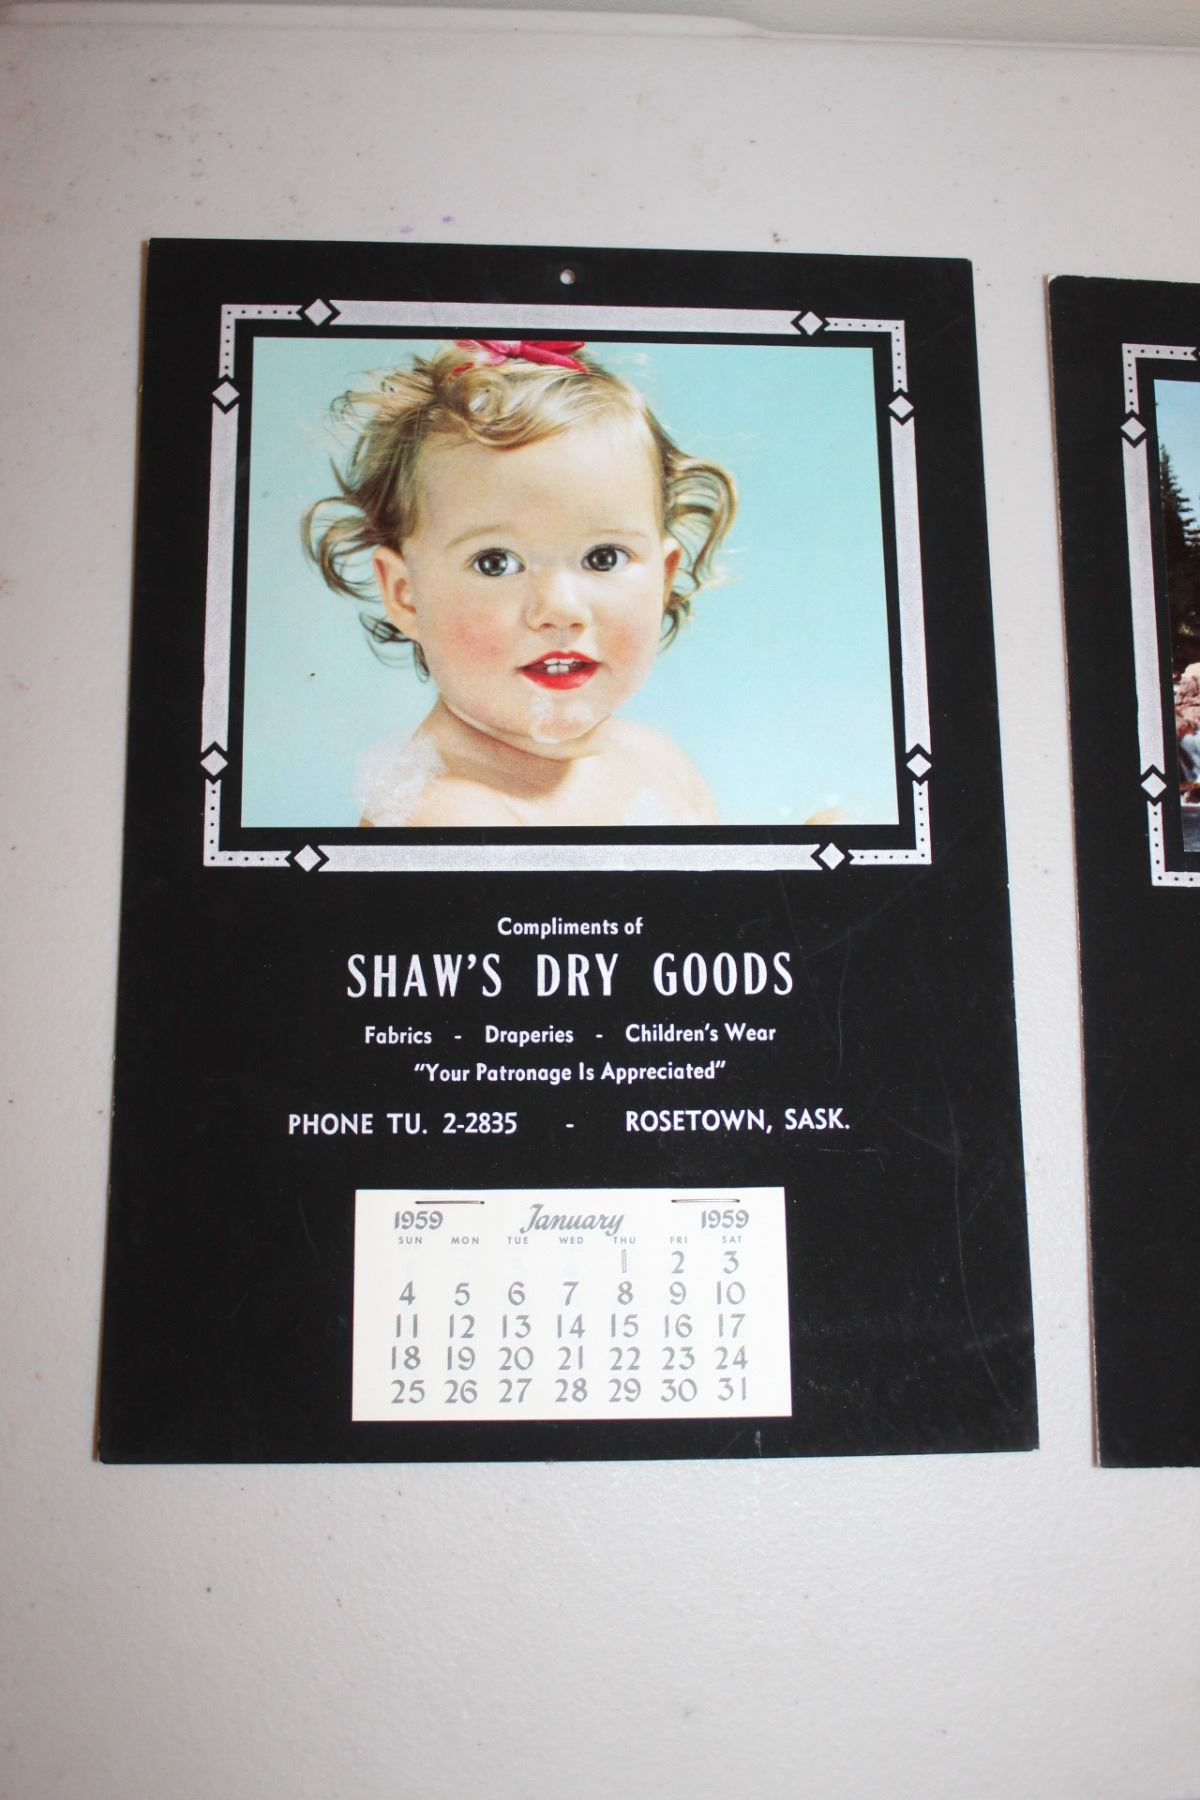 Compliments of
SHAW'S DRY GOODS
Fabrics - Draperies - Children's Wear
"Your Patronage Is Appreciated"
PHONE TU. 2-2835 - ROSETOWN, SASK.
1959 January 1959
SUN MON TUE WED THU FRI SAT
1 2 3
4 5 6 7 8 9 10
11 12 13 14 15 16 17
18 19 20 21 22 23 24
25 26 27 28 29 30 31